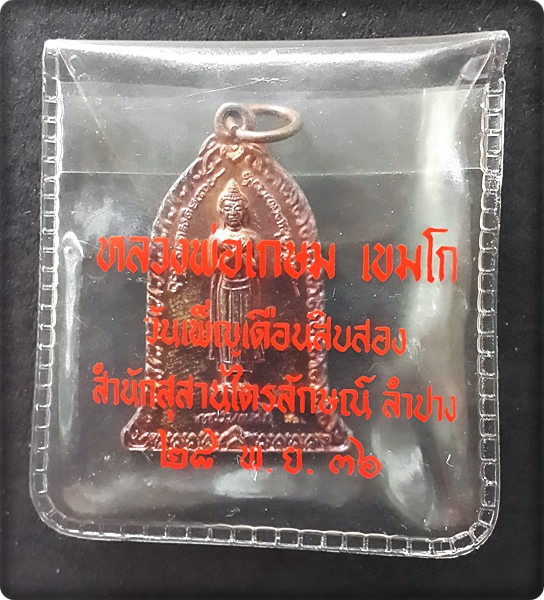 หลวงพ่อเกษม เขมโก
วันเพ็ญเดือนสิบสอง
สำนักสุสานไตรลักษณ์ ลำปาง
๒๘ พ.ย. ๓๖